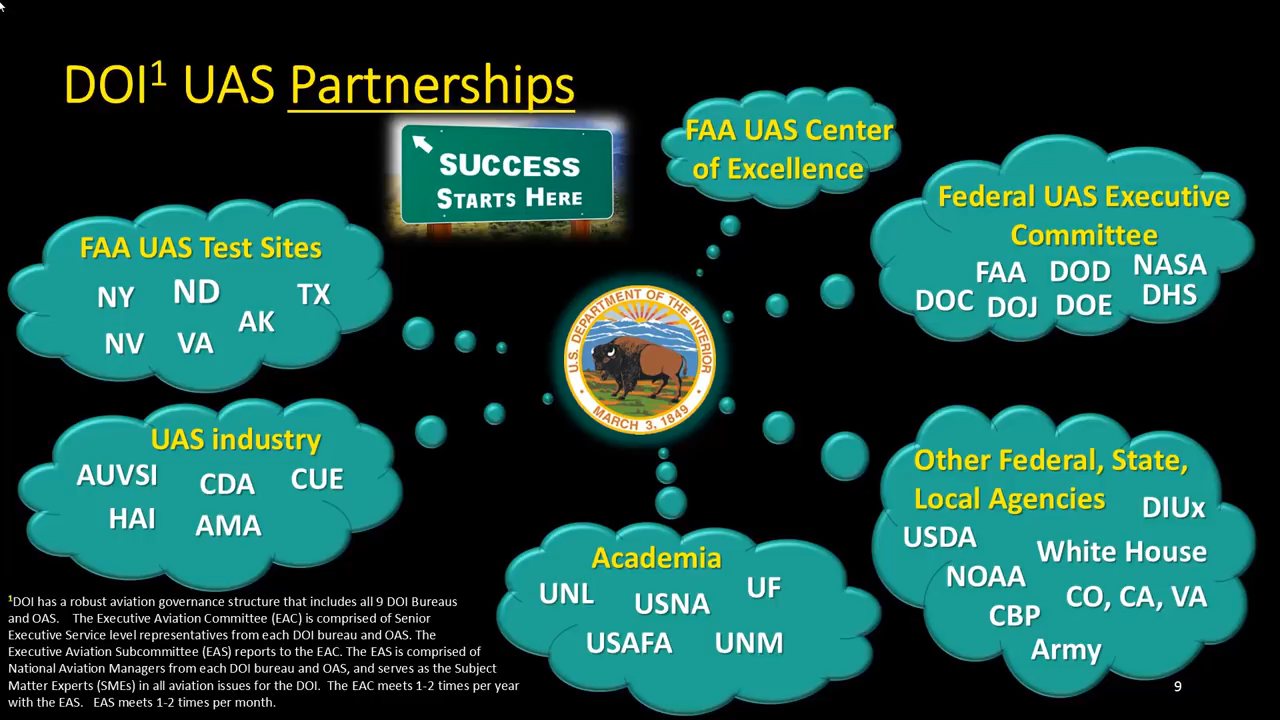 DOI¹ UAS Partnerships
SUCCESS
STARTS HERE
FAA UAS Center
of Excellence
Federal UAS Executive
Committee
FAA DOD NASA
DOC DOJ DOE DHS
FAA UAS Test Sites
NY ND TX
AK
NV VA
U.S. DEPARTMENT OF THE INTERIOR
MARCH 3, 1849
UAS industry
AUVSI CDA CUE
HAI AMA
Other Federal, State,
Local Agencies
DIUx
USDA
White House
NOAA
CO, CA, VA
CBP
Army
Academia
UNL USNA UF
USAFA UNM
¹DOI has a robust aviation governance structure that includes all 9 DOI Bureaus
and OAS. The Executive Aviation Committee (EAC) is comprised of Senior
Executive Service level representatives from each DOI bureau and OAS. The
Executive Aviation Subcommittee (EAS) reports to the EAC. The EAS is comprised of
National Aviation Managers from each DOI bureau and OAS, and serves as the Subject
Matter Experts (SMEs) in all aviation issues for the DOI. The EAC meets 1-2 times per year
with the EAS. EAS meets 1-2 times per month.
9